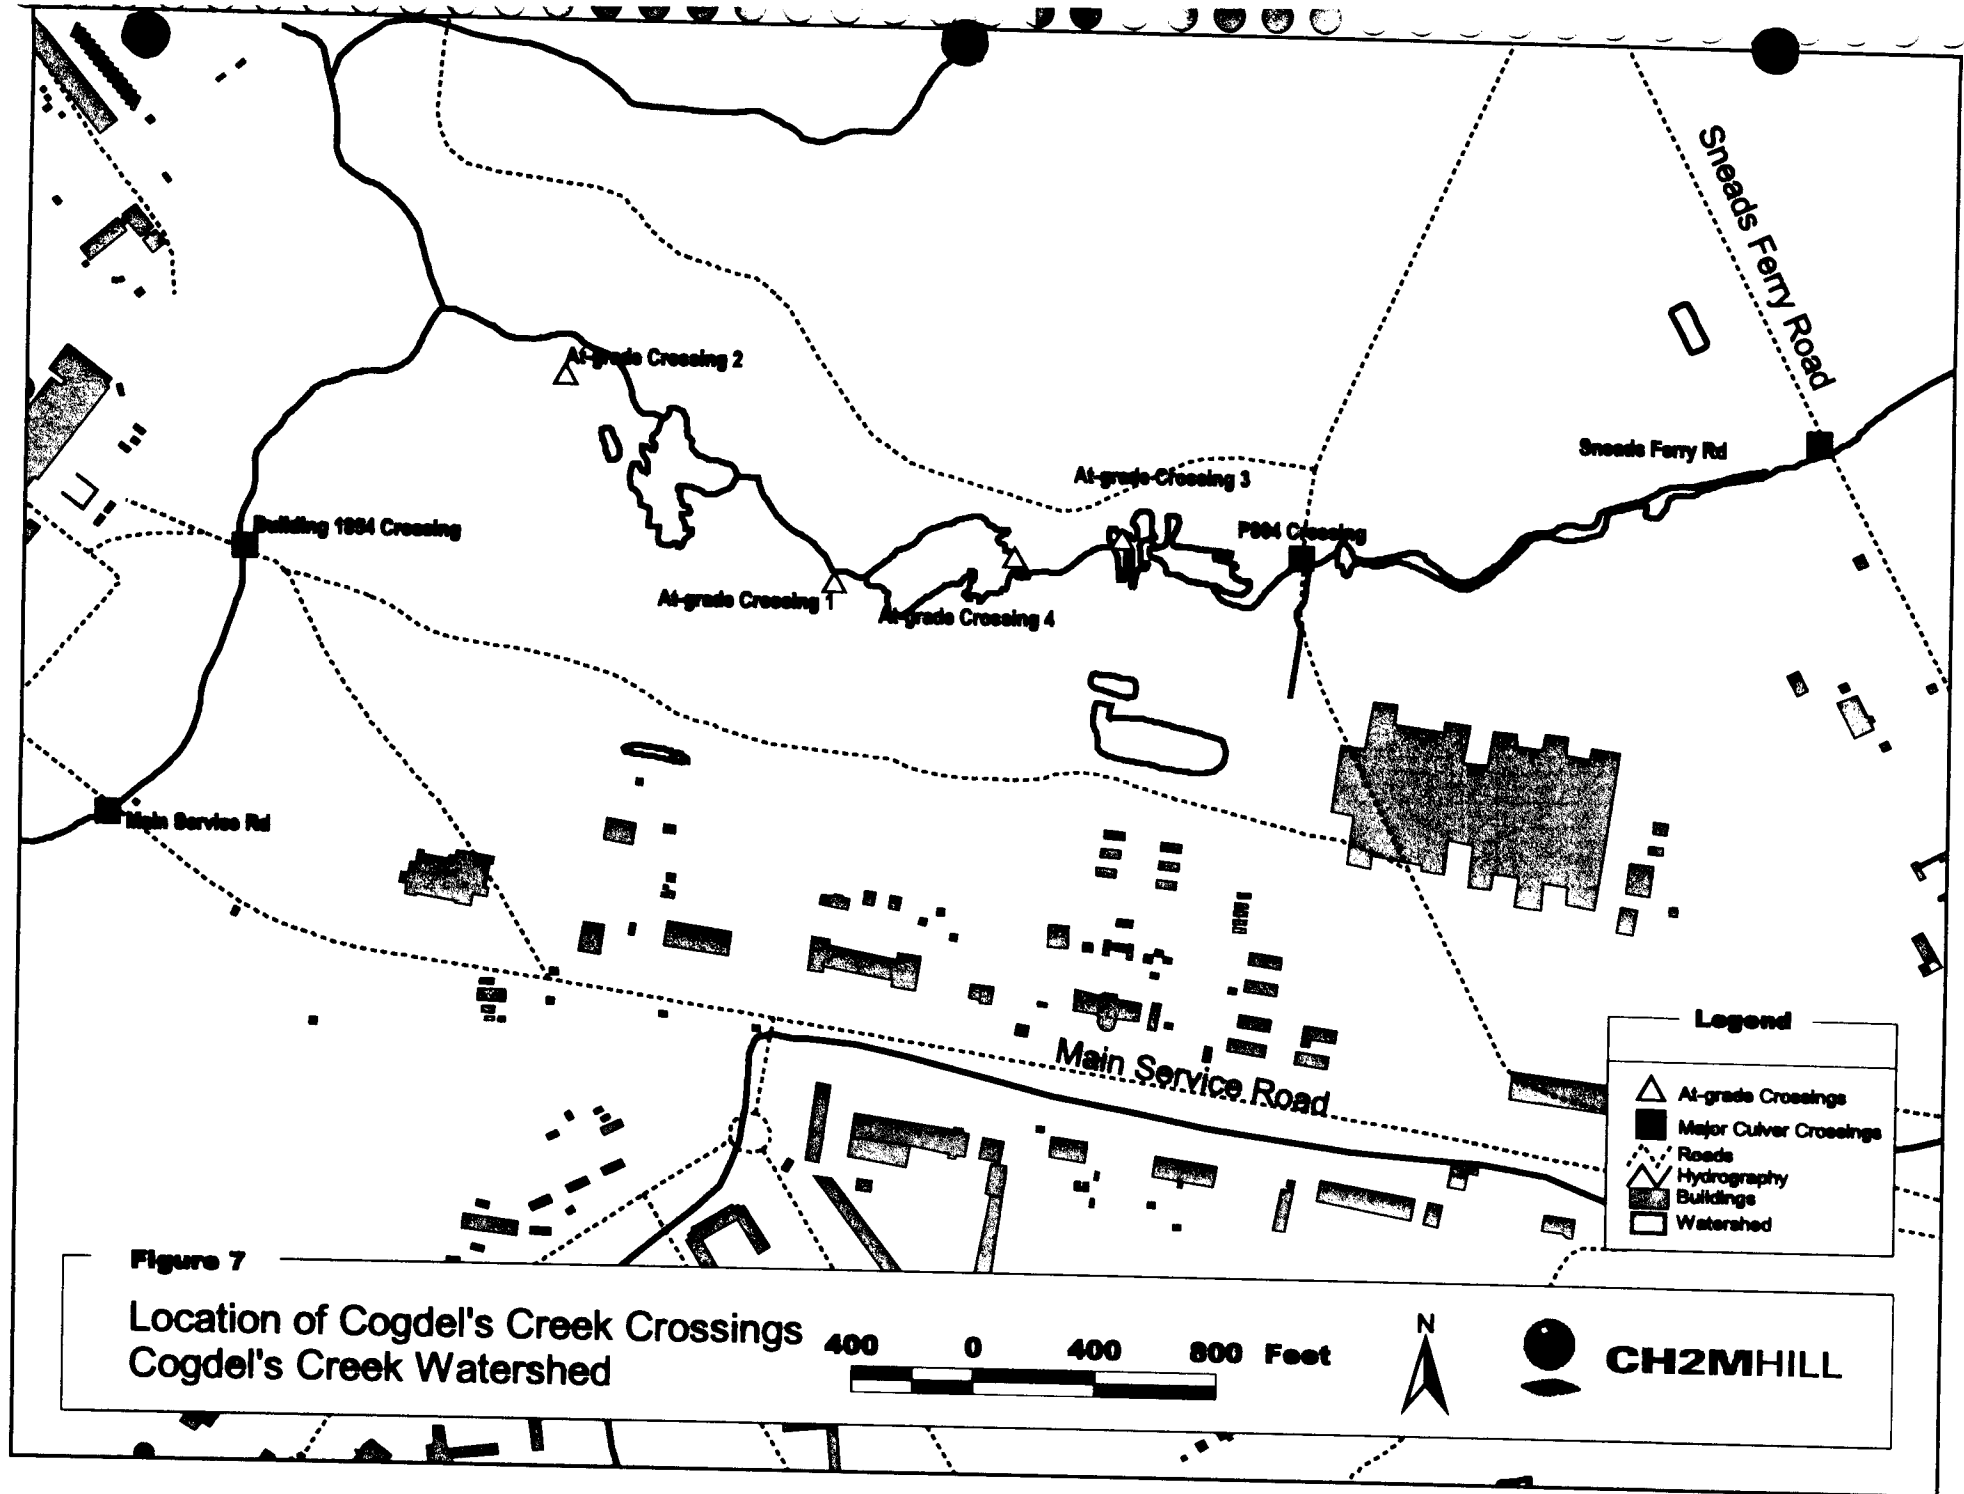 Sneads Ferry Road
At-grade Crossing 2
Sneads Ferry Rd
At-grade Crossing 3
Building 1854 Crossing
P904 Crossing
At-grade Crossing 1
At-grade Crossing 4
Main Service Rd
Main Service Road
Legend
At-grade Crossings
Major Culver Crossings
Roads
Hydrography
Buildings
Watershed
Figure 7
Location of Cogdel's Creek Crossings
Cogdel's Creek Watershed
400 0 400 800 Feet
N
CH2MHILL